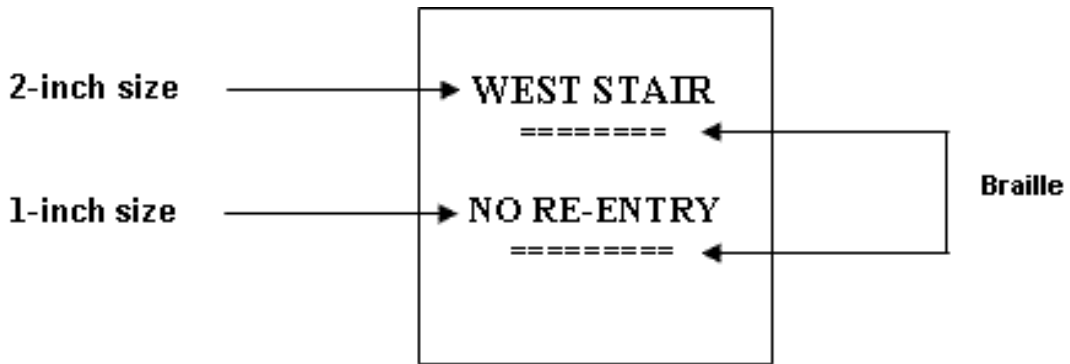 2-inch size
WEST STAIR
========
Braille
1-inch size
NO RE-ENTRY
=========